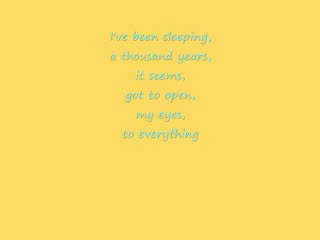 I've been sleeping,
a thousand years,
it seems,
got to open,
my eyes,
to everything